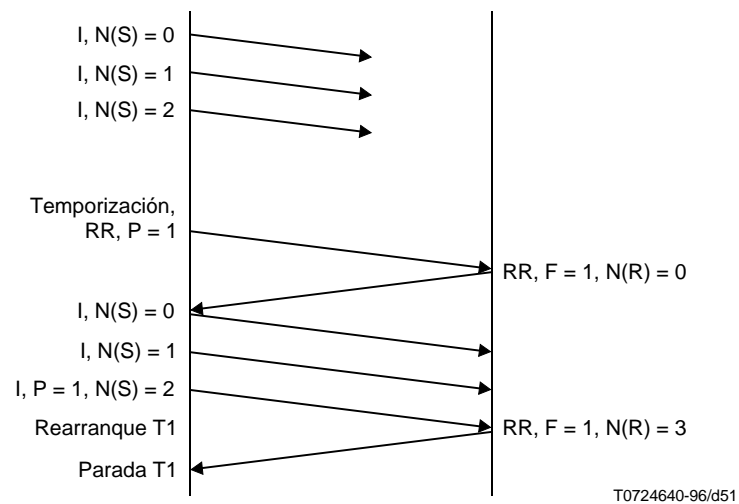 I, N(S) = 0
I, N(S) = 1
I, N(S) = 2
Temporización,
RR, P = 1
RR, F = 1, N(R) = 0
I, N(S) = 0
I, N(S) = 1
I, P = 1, N(S) = 2
Rearranque T1
RR, F = 1, N(R) = 3
Parada T1
T0724640-96/d51